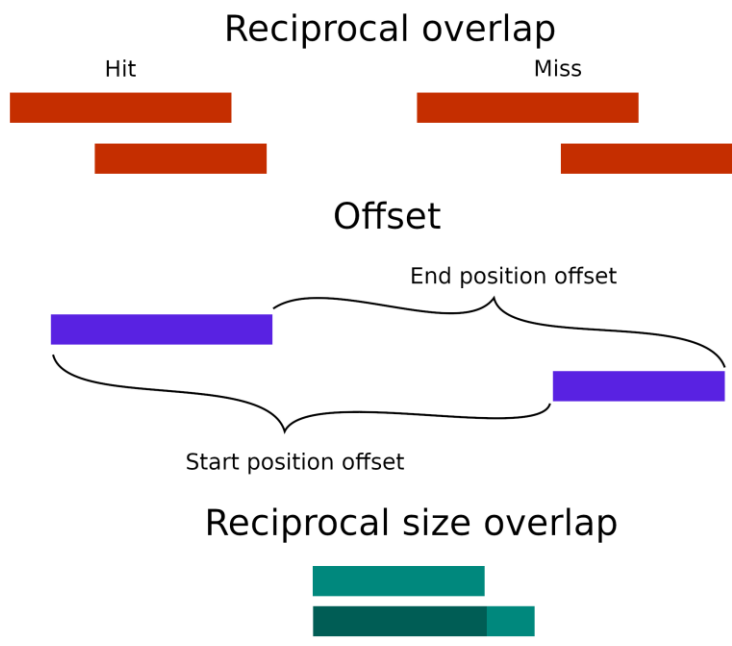 Reciprocal overlap
Hit
Miss
Offset
End position offset
Start position offset
Reciprocal size overlap